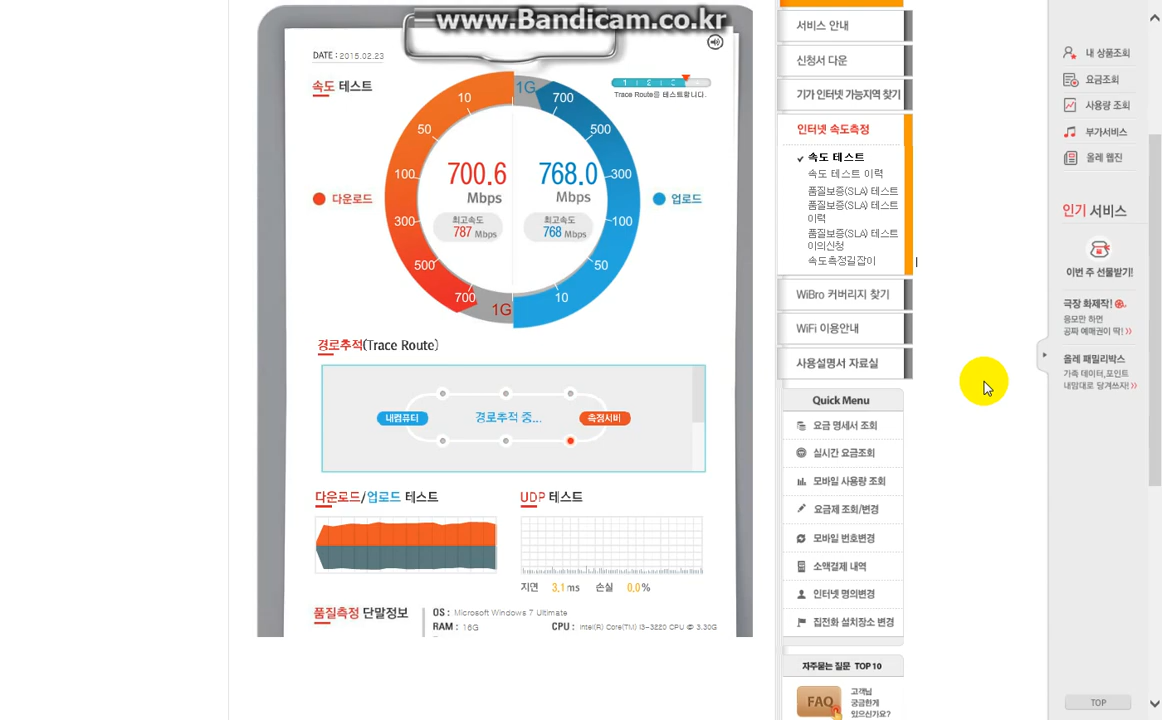 www.Bandicam.co.kr
DATE : 2015.02.23
속도 테스트
1 2 3
Trace Route를 테스트합니다.
10
50
100
300
500
700
1G
1G
700
500
300
100
50
10
다운로드
700.6
Mbps
최고속도
787 Mbps
768.0
Mbps
최고속도
768 Mbps
업로드
경로추적(Trace Route)
내컴퓨터
경로추적 중...
측정서버
다운로드/업로드 테스트
UDP 테스트
지연 3.1ms 손실 0.0%
품질측정 단말정보
OS : Microsoft Windows 7 Ultimate
RAM : 16G
CPU : Intel(R) Core(TM) i3-3220 CPU @ 3.30G
서비스 안내
신청서 다운
기가 인터넷 가능지역 찾기
인터넷 속도측정
속도 테스트
속도 테스트 이력
품질보증(SLA) 테스트
품질보증(SLA) 테스트
이력
품질보증(SLA) 테스트
이의신청
속도측정길잡이
WiBro 커버리지 찾기
WiFi 이용안내
사용설명서 자료실
Quick Menu
요금 명세서 조회
실시간 요금조회
모바일 사용량 조회
요금제 조회/변경
모바일 번호변경
소액결제 내역
인터넷 명의변경
집전화 설치장소 변경
자주묻는 질문 TOP 10
FAQ
고객님
궁금한게
있으신가요?
내 상품조회
요금조회
사용량 조회
부가서비스
올레 웹진
인기 서비스
이번 주 선물받기!
극장 화제작!
응모만 하면
공짜 예매권이 딱! »
올레 패밀리박스
가족 데이터,포인트
내맘대로 당겨쓰자! »
TOP